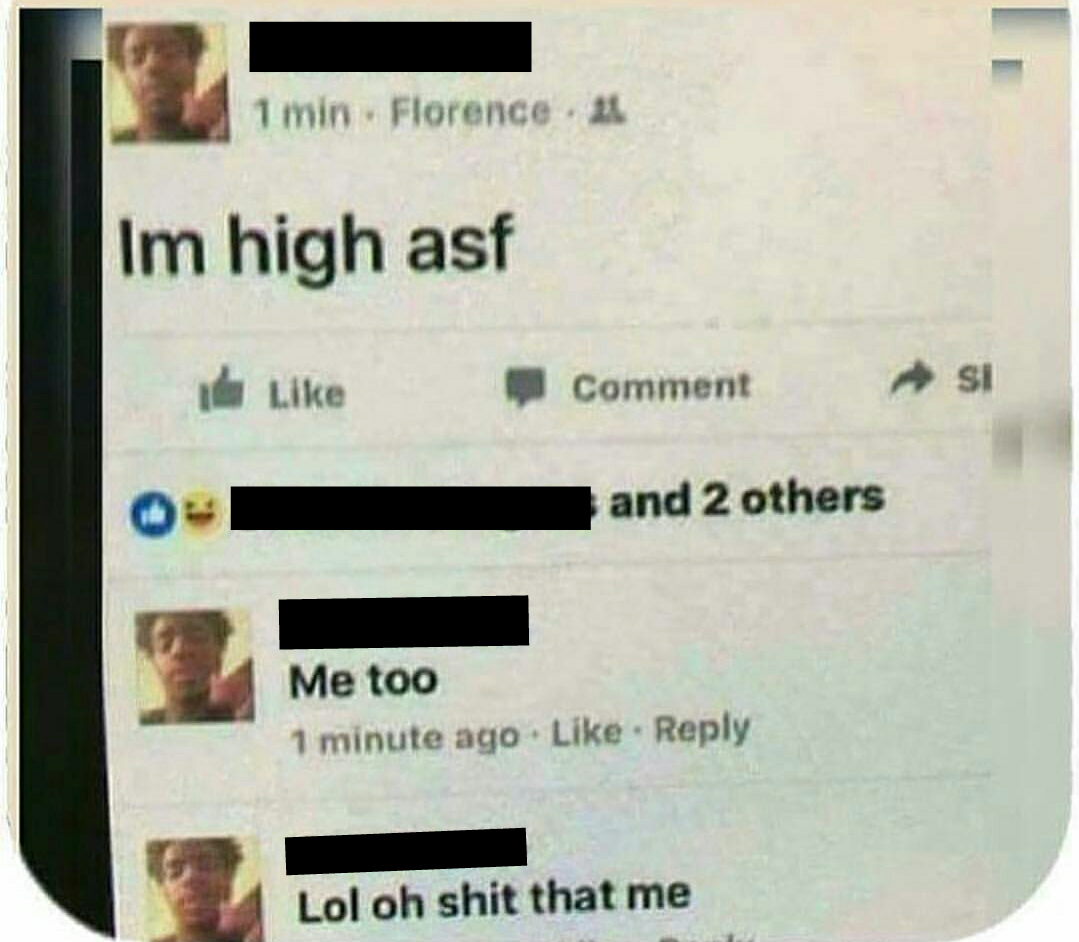 1 min · Florence ·
Im high asf
Like Comment
and 2 others
Me too
1 minute ago · Like · Reply
Lol oh shit that me